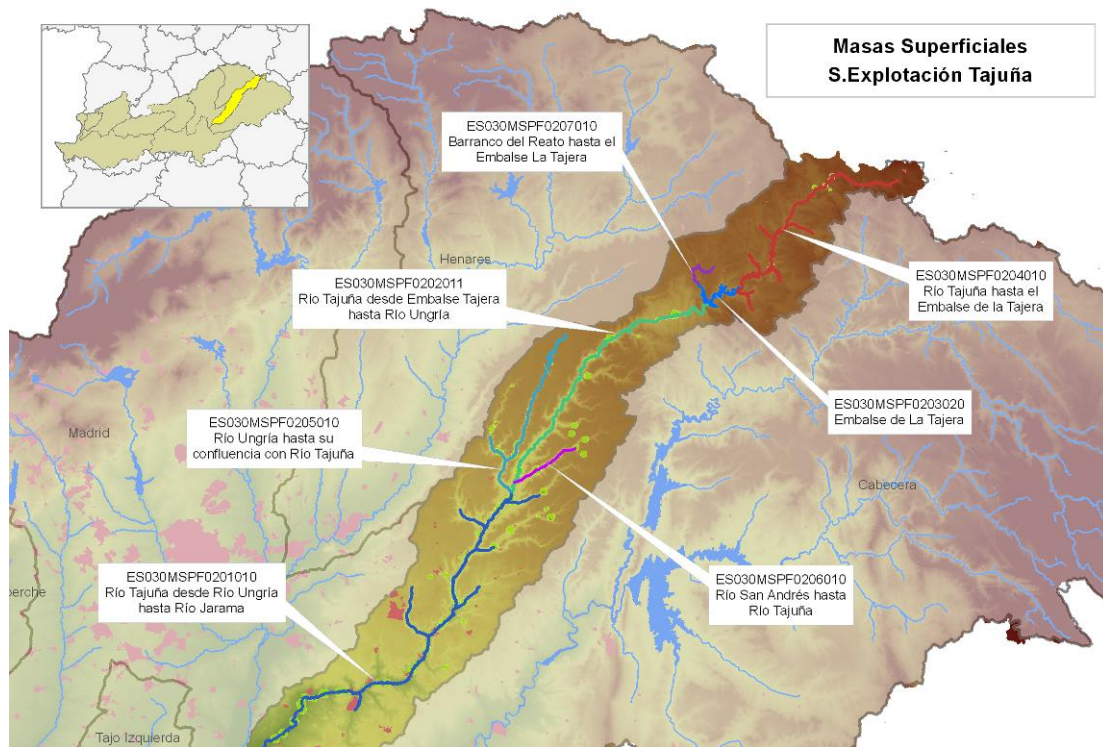 Masas Superficiales
S.Explotación Tajuña
ES030MSPF0207010
Barranco del Reato hasta el
Embalse La Tajera
Henares
ES030MSPF0204010
Río Tajuña hasta el
Embalse de la Tajera
ES030MSPF0202011
Río Tajuña desde Embalse Tajera
hasta Río Ungría
ES030MSPF0203020
Embalse de La Tajera
ES030MSPF0205010
Río Ungría hasta su
confluencia con Río Tajuña
Madrid
Cabecera
ES030MSPF0201010
Río Tajuña desde Río Ungría
hasta Río Jarama
ES030MSPF0206010
Río San Andrés hasta
Río Tajuña
erche
Tajo Izquierda